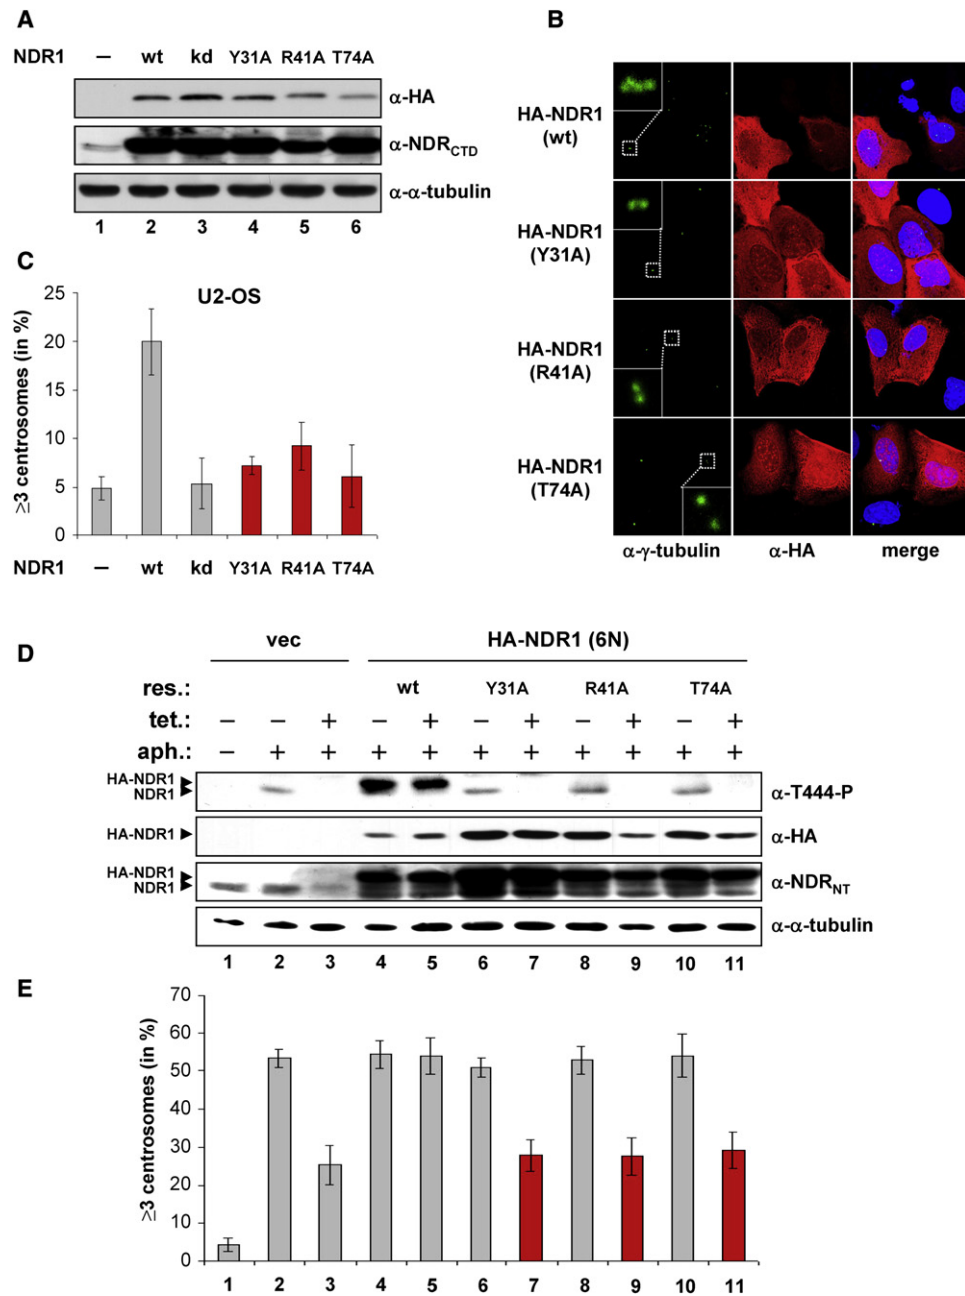 A
NDR1 – wt kd Y31A R41A T74A
α-HA
α-NDRCTD
α-α-tubulin
1 2 3 4 5 6
B
HA-NDR1
(wt)
HA-NDR1
(Y31A)
HA-NDR1
(R41A)
HA-NDR1
(T74A)
α-γ-tubulin α-HA merge
C
U2-OS
≥3 centrosomes (in %)
25
20
15
10
5
0
NDR1 – wt kd Y31A R41A T74A
D
vec HA-NDR1 (6N)
res.: wt Y31A R41A T74A
tet.: – – + – + – + – + – +
aph.: – + + + + + + + + + +
HA-NDR1
NDR1
α-T444-P
HA-NDR1
α-HA
HA-NDR1
NDR1
α-NDRNT
α-α-tubulin
1 2 3 4 5 6 7 8 9 10 11
E
≥3 centrosomes (in %)
70
60
50
40
30
20
10
0
1 2 3 4 5 6 7 8 9 10 11